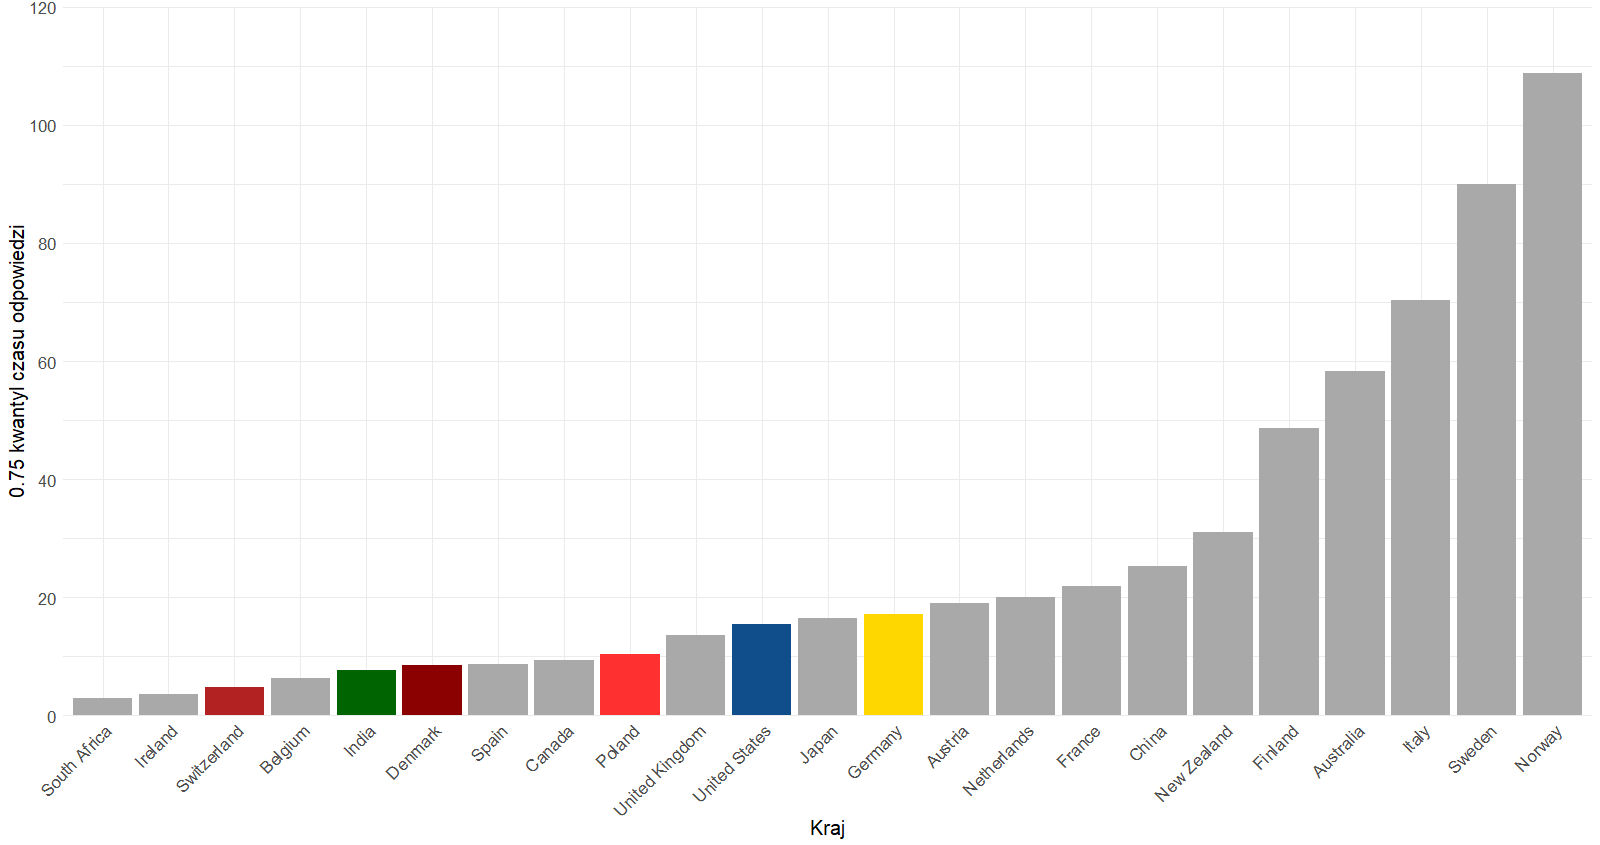 120
100
80
60
40
20
0
0.75 kwantyl czasu odpowiedzi
South Africa
Ireland
Switzerland
Belgium
India
Denmark
Spain
Canada
Poland
United Kingdom
United States
Japan
Germany
Austria
Netherlands
France
China
New Zealand
Finland
Australia
Italy
Sweden
Norway
Kraj